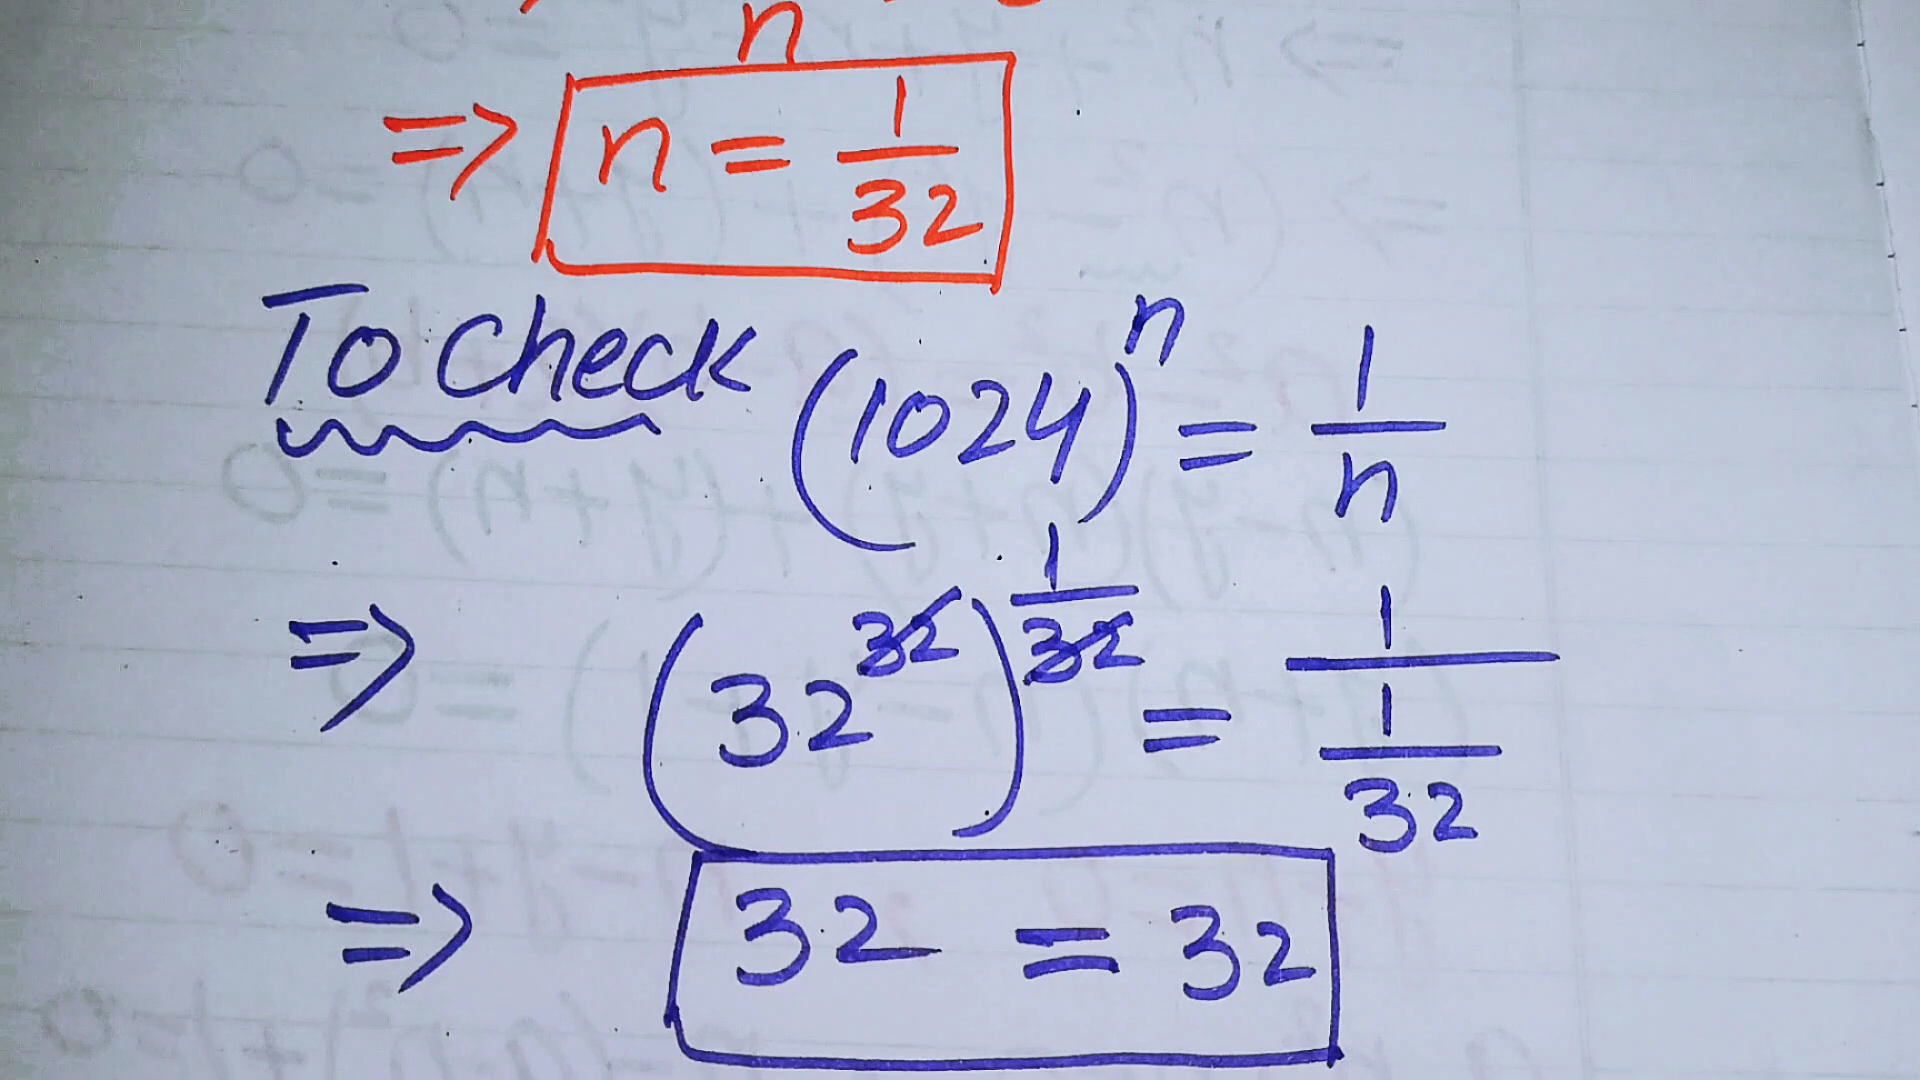 n
=> n = 1/32
To check (1024)^n = 1/n
=> (32^32)^(1/32) = 1/(1/32)
=> 32 = 32